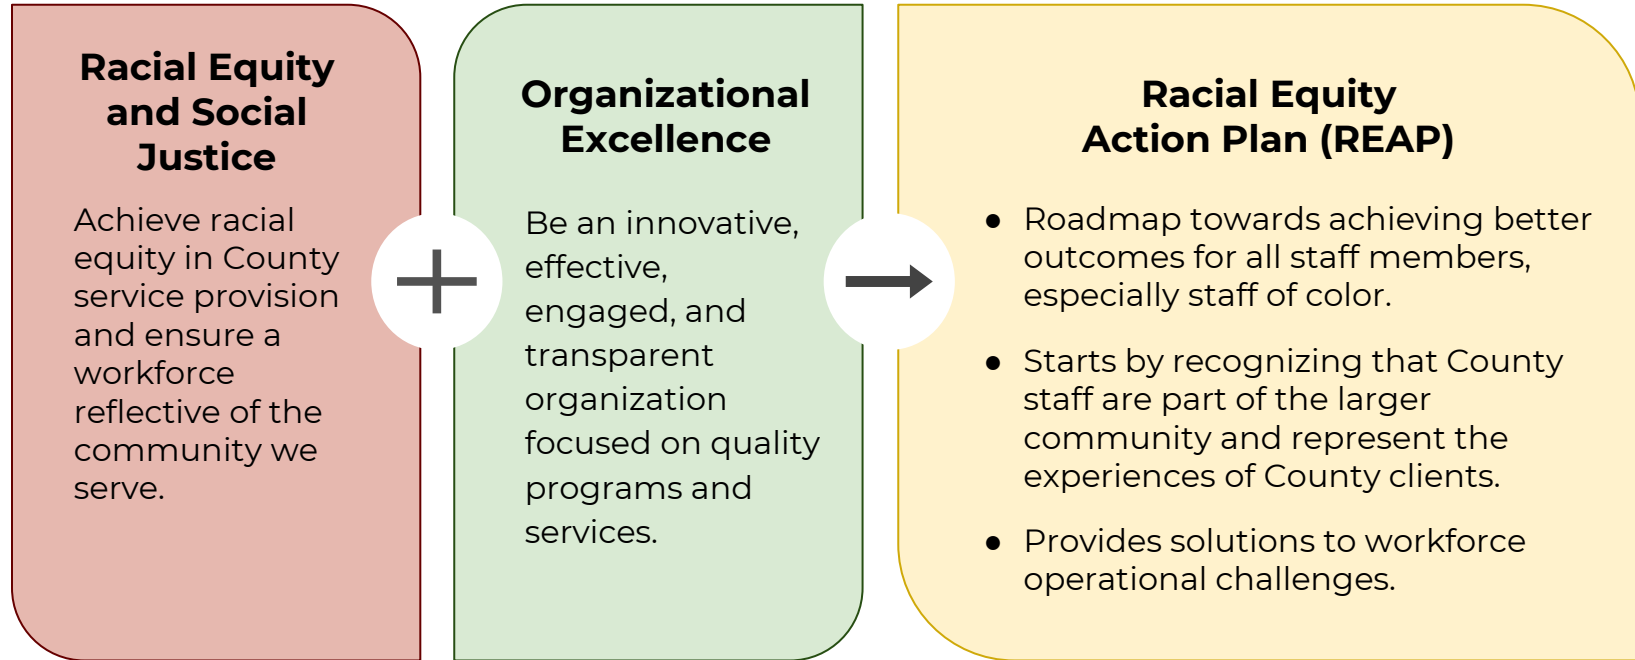 Racial Equity
and Social
Justice
Achieve racial
equity in County
service provision
and ensure a
workforce
reflective of the
community we
serve.
Organizational
Excellence
Be an innovative,
effective,
engaged, and
transparent
organization
focused on quality
programs and
services.
Racial Equity
Action Plan (REAP)
● Roadmap towards achieving better
outcomes for all staff members,
especially staff of color.
● Starts by recognizing that County
staff are part of the larger
community and represent the
experiences of County clients.
● Provides solutions to workforce
operational challenges.